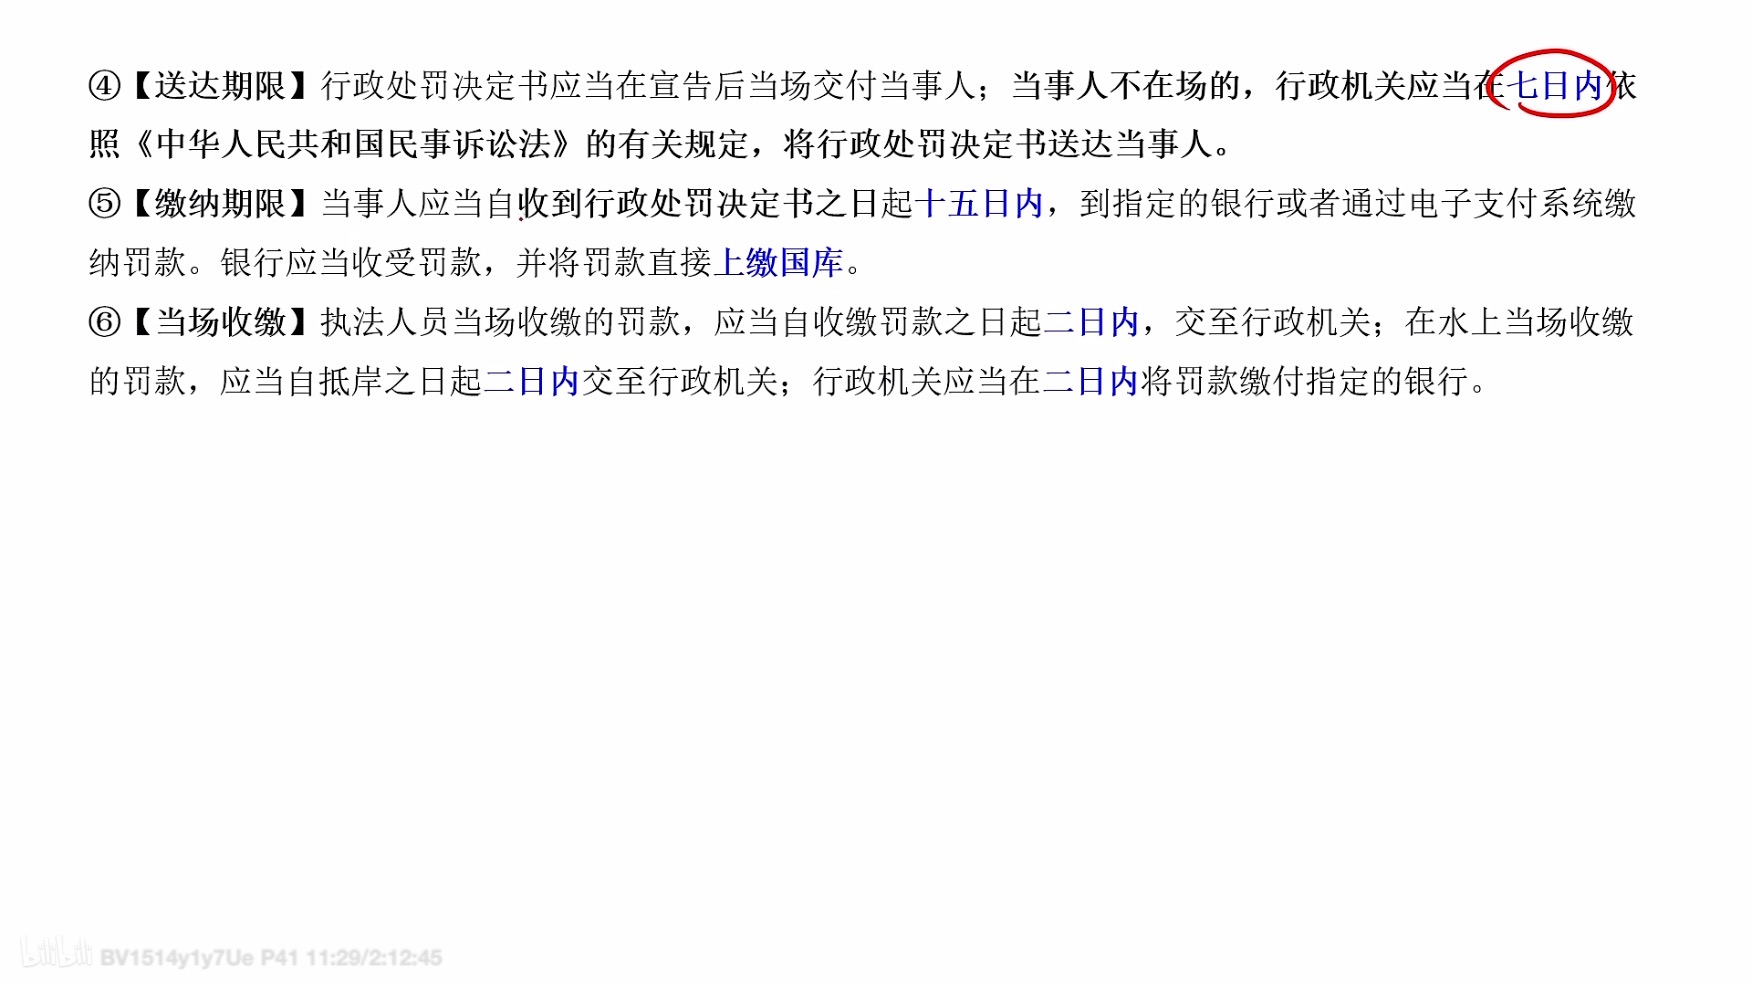 ④【送达期限】行政处罚决定书应当在宣告后当场交付当事人；当事人不在场的，行政机关应当在七日内依
照《中华人民共和国民事诉讼法》的有关规定，将行政处罚决定书送达当事人。
⑤【缴纳期限】当事人应当自收到行政处罚决定书之日起十五日内，到指定的银行或者通过电子支付系统缴
纳罚款。银行应当收受罚款，并将罚款直接上缴国库。
⑥【当场收缴】执法人员当场收缴的罚款，应当自收缴罚款之日起二日内，交至行政机关；在水上当场收缴
的罚款，应当自抵岸之日起二日内交至行政机关；行政机关应当在二日内将罚款缴付指定的银行。
bilibili BV1514y1y7Ue P41 11:29/2:12:45